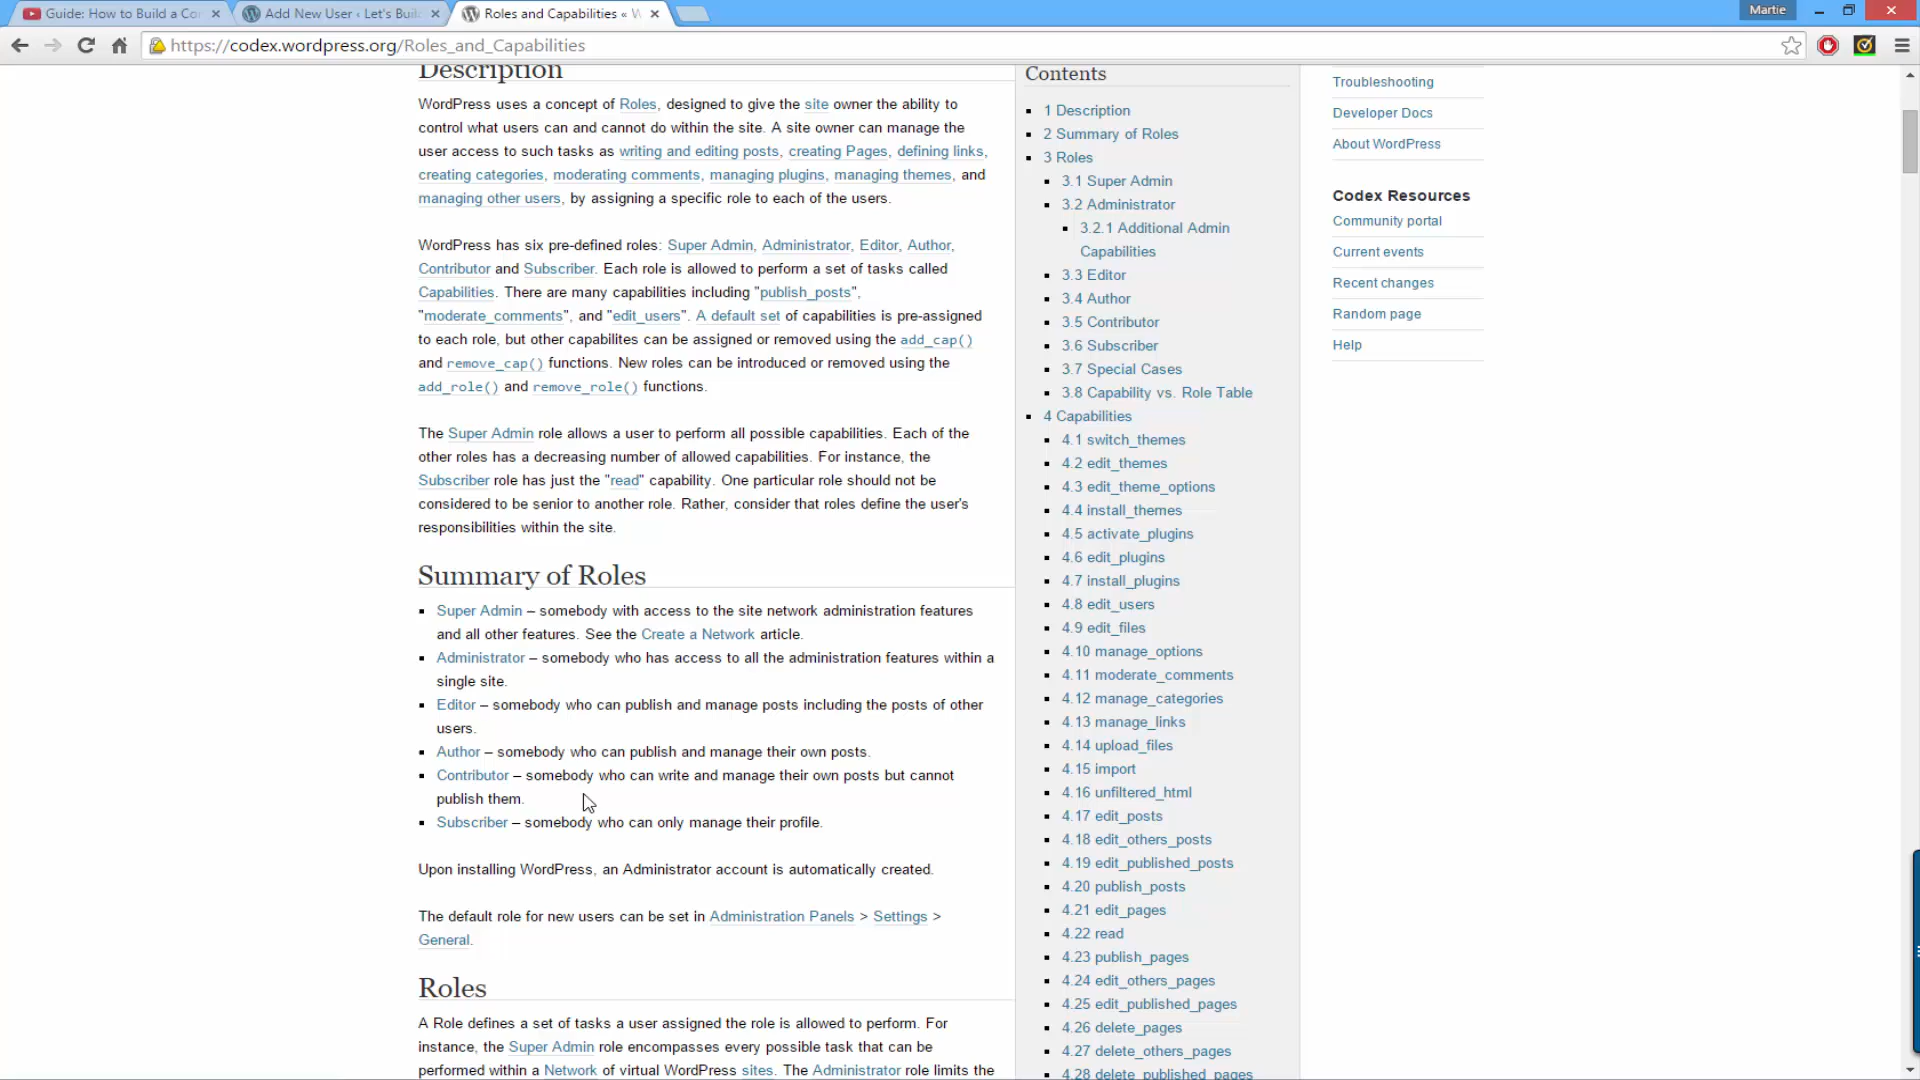 Guide: How to Build a Co
Add New User ‹ Let's Buil
Roles and Capabilities « W
Martie
https://codex.wordpress.org/Roles_and_Capabilities
Description
WordPress uses a concept of Roles, designed to give the site owner the ability to
control what users can and cannot do within the site. A site owner can manage the
user access to such tasks as writing and editing posts, creating Pages, defining links,
creating categories, moderating comments, managing plugins, managing themes, and
managing other users, by assigning a specific role to each of the users.
WordPress has six pre-defined roles: Super Admin, Administrator, Editor, Author,
Contributor and Subscriber. Each role is allowed to perform a set of tasks called
Capabilities. There are many capabilities including "publish_posts",
"moderate_comments", and "edit_users". A default set of capabilities is pre-assigned
to each role, but other capabilites can be assigned or removed using the add_cap()
and remove_cap() functions. New roles can be introduced or removed using the
add_role() and remove_role() functions.
The Super Admin role allows a user to perform all possible capabilities. Each of the
other roles has a decreasing number of allowed capabilities. For instance, the
Subscriber role has just the "read" capability. One particular role should not be
considered to be senior to another role. Rather, consider that roles define the user's
responsibilities within the site.
Summary of Roles
Super Admin – somebody with access to the site network administration features
and all other features. See the Create a Network article.
Administrator – somebody who has access to all the administration features within a
single site.
Editor – somebody who can publish and manage posts including the posts of other
users.
Author – somebody who can publish and manage their own posts.
Contributor – somebody who can write and manage their own posts but cannot
publish them.
Subscriber – somebody who can only manage their profile.
Upon installing WordPress, an Administrator account is automatically created.
The default role for new users can be set in Administration Panels > Settings >
General.
Roles
A Role defines a set of tasks a user assigned the role is allowed to perform. For
instance, the Super Admin role encompasses every possible task that can be
performed within a Network of virtual WordPress sites. The Administrator role limits the
Contents
1 Description
2 Summary of Roles
3 Roles
3.1 Super Admin
3.2 Administrator
3.2.1 Additional Admin
Capabilities
3.3 Editor
3.4 Author
3.5 Contributor
3.6 Subscriber
3.7 Special Cases
3.8 Capability vs. Role Table
4 Capabilities
4.1 switch_themes
4.2 edit_themes
4.3 edit_theme_options
4.4 install_themes
4.5 activate_plugins
4.6 edit_plugins
4.7 install_plugins
4.8 edit_users
4.9 edit_files
4.10 manage_options
4.11 moderate_comments
4.12 manage_categories
4.13 manage_links
4.14 upload_files
4.15 import
4.16 unfiltered_html
4.17 edit_posts
4.18 edit_others_posts
4.19 edit_published_posts
4.20 publish_posts
4.21 edit_pages
4.22 read
4.23 publish_pages
4.24 edit_others_pages
4.25 edit_published_pages
4.26 delete_pages
4.27 delete_others_pages
4.28 delete_published_pages
Troubleshooting
Developer Docs
About WordPress
Codex Resources
Community portal
Current events
Recent changes
Random page
Help